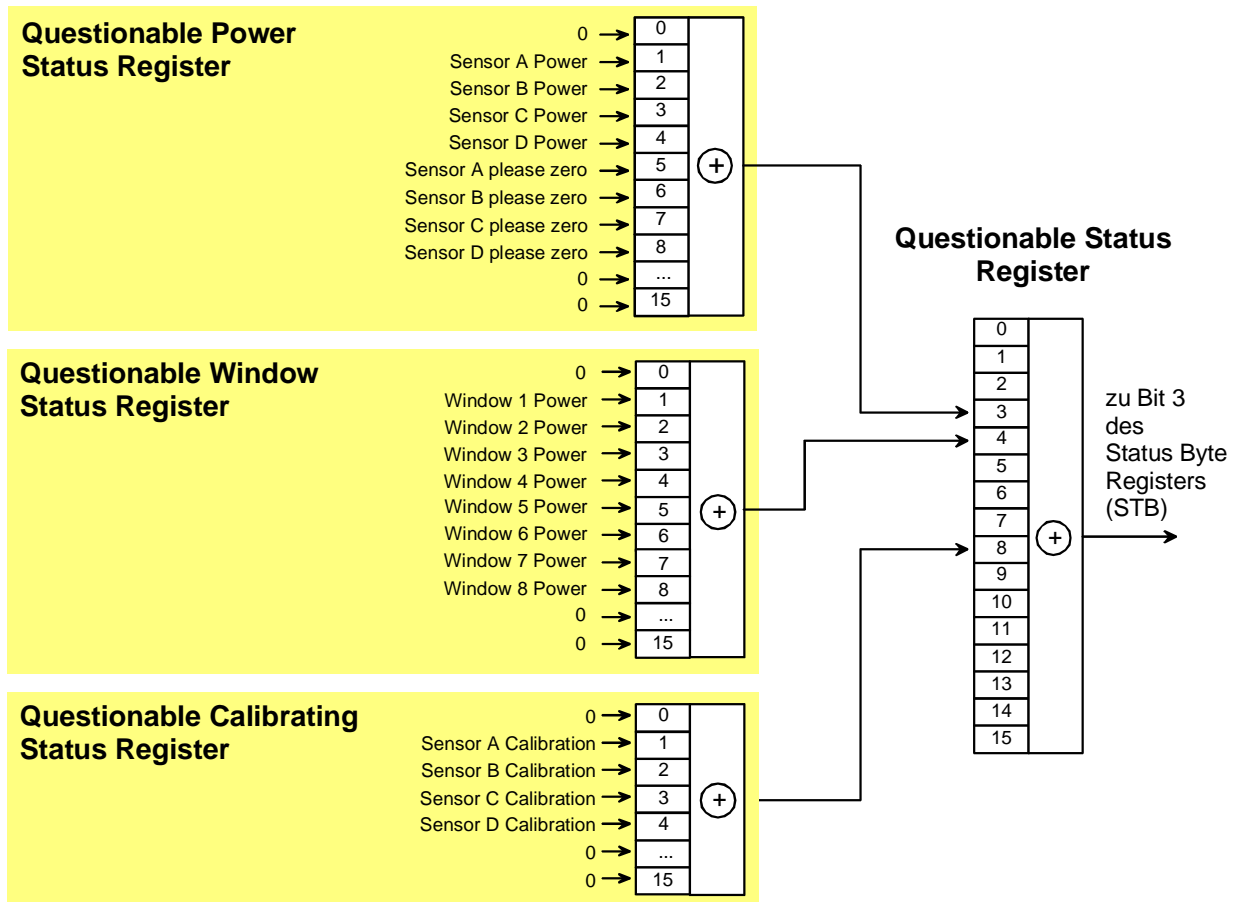 Questionable Power
Status Register
0 0
Sensor A Power 1
Sensor B Power 2
Sensor C Power 3
Sensor D Power 4
Sensor A please zero 5
Sensor B please zero 6
Sensor C please zero 7
Sensor D please zero 8
0 ...
0 15
+
Questionable Window
Status Register
0 0
Window 1 Power 1
Window 2 Power 2
Window 3 Power 3
Window 4 Power 4
Window 5 Power 5
Window 6 Power 6
Window 7 Power 7
Window 8 Power 8
0 ...
0 15
+
Questionable Calibrating
Status Register
0 0
Sensor A Calibration 1
Sensor B Calibration 2
Sensor C Calibration 3
Sensor D Calibration 4
0 ...
0 15
+
Questionable Status
Register
0
1
2
3
4
5
6
7
8
9
10
11
12
13
14
15
+
zu Bit 3
des
Status Byte
Registers
(STB)